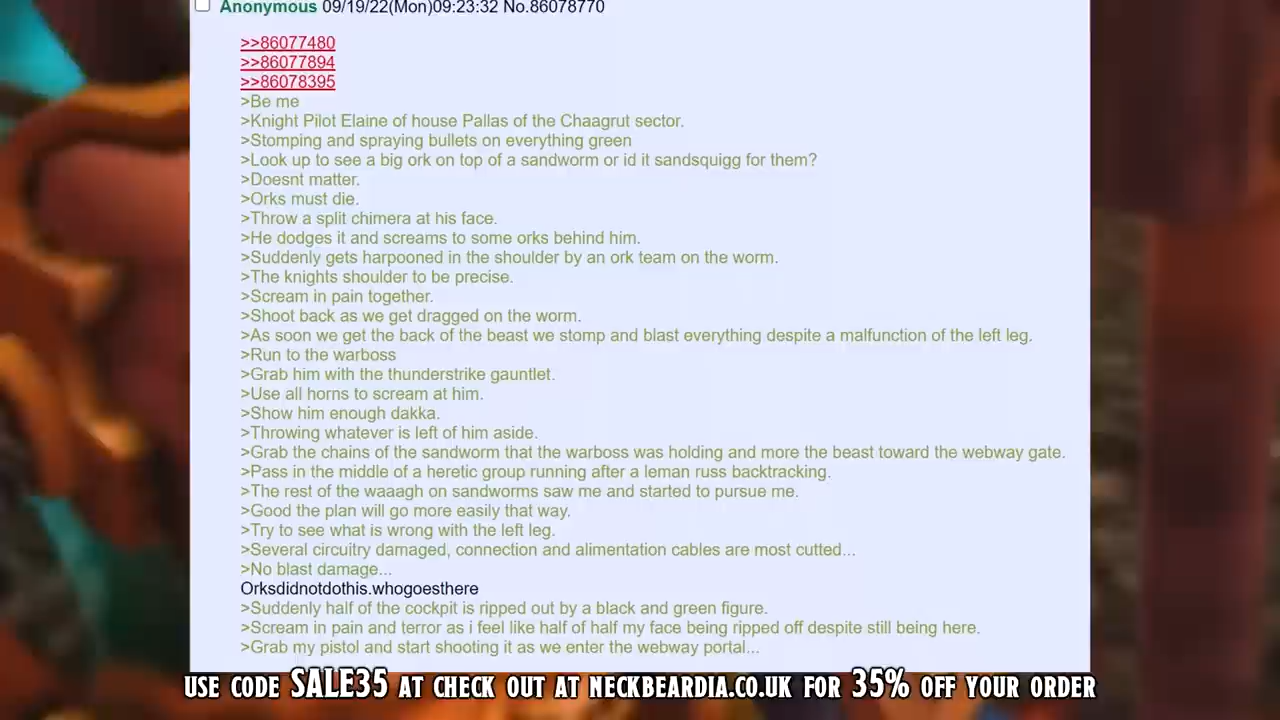 Anonymous 09/19/22(Mon)09:23:32 No.86078770
>>86077480
>>86077894
>>86078395
>Be me
>Knight Pilot Elaine of house Pallas of the Chaagrut sector.
>Stomping and spraying bullets on everything green
>Look up to see a big ork on top of a sandworm or id it sandsquigg for them?
>Doesnt matter.
>Orks must die.
>Throw a split chimera at his face.
>He dodges it and screams to some orks behind him.
>Suddenly gets harpooned in the shoulder by an ork team on the worm.
>The knights shoulder to be precise.
>Scream in pain together.
>Shoot back as we get dragged on the worm.
>As soon we get the back of the beast we stomp and blast everything despite a malfunction of the left leg.
>Run to the warboss
>Grab him with the thunderstrike gauntlet.
>Use all horns to scream at him.
>Show him enough dakka.
>Throwing whatever is left of him aside.
>Grab the chains of the sandworm that the warboss was holding and more the beast toward the webway gate.
>Pass in the middle of a heretic group running after a leman russ backtracking.
>The rest of the waaagh on sandworms saw me and started to pursue me.
>Good the plan will go more easily that way.
>Try to see what is wrong with the left leg.
>Several circuitry damaged, connection and alimentation cables are most cutted...
>No blast damage...
Orksdidnotdothis.whogoesthere
>Suddenly half of the cockpit is ripped out by a black and green figure.
>Scream in pain and terror as i feel like half of half my face being ripped off despite still being here.
>Grab my pistol and start shooting it as we enter the webway portal...
USE CODE SALE35 AT CHECK OUT AT NECKBEARDIA.CO.UK FOR 35% OFF YOUR ORDER